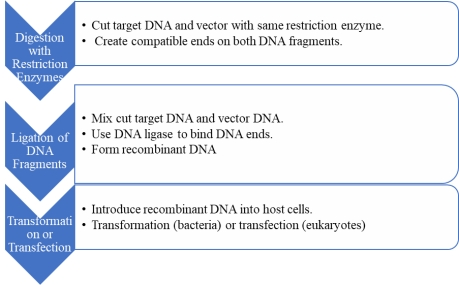 Digestion
with
Restriction
Enzymes
• Cut target DNA and vector with same restriction enzyme.
• Create compatible ends on both DNA fragments.
Ligation of
DNA
Fragments
• Mix cut target DNA and vector DNA.
• Use DNA ligase to bind DNA ends.
• Form recombinant DNA
Transformati
on or
Transfection
• Introduce recombinant DNA into host cells.
• Transformation (bacteria) or transfection (eukaryotes)